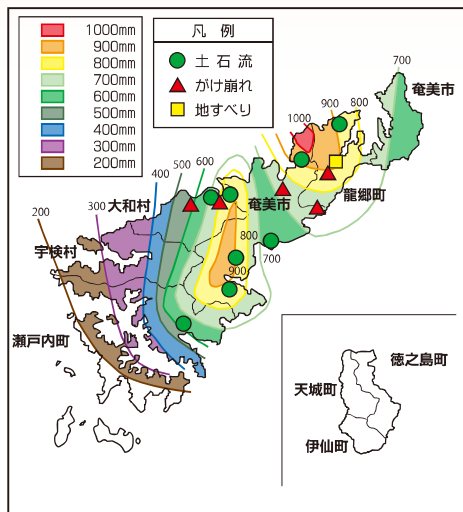 1000mm
900mm
800mm
700mm
600mm
500mm
400mm
300mm
200mm
凡 例
土 石 流
がけ崩れ
地すべり
700
奄美市
900
800
1000
龍郷町
600
500
400
奄美市
大和村
300
200
宇検村
800
700
900
瀬戸内町
徳之島町
天城町
伊仙町